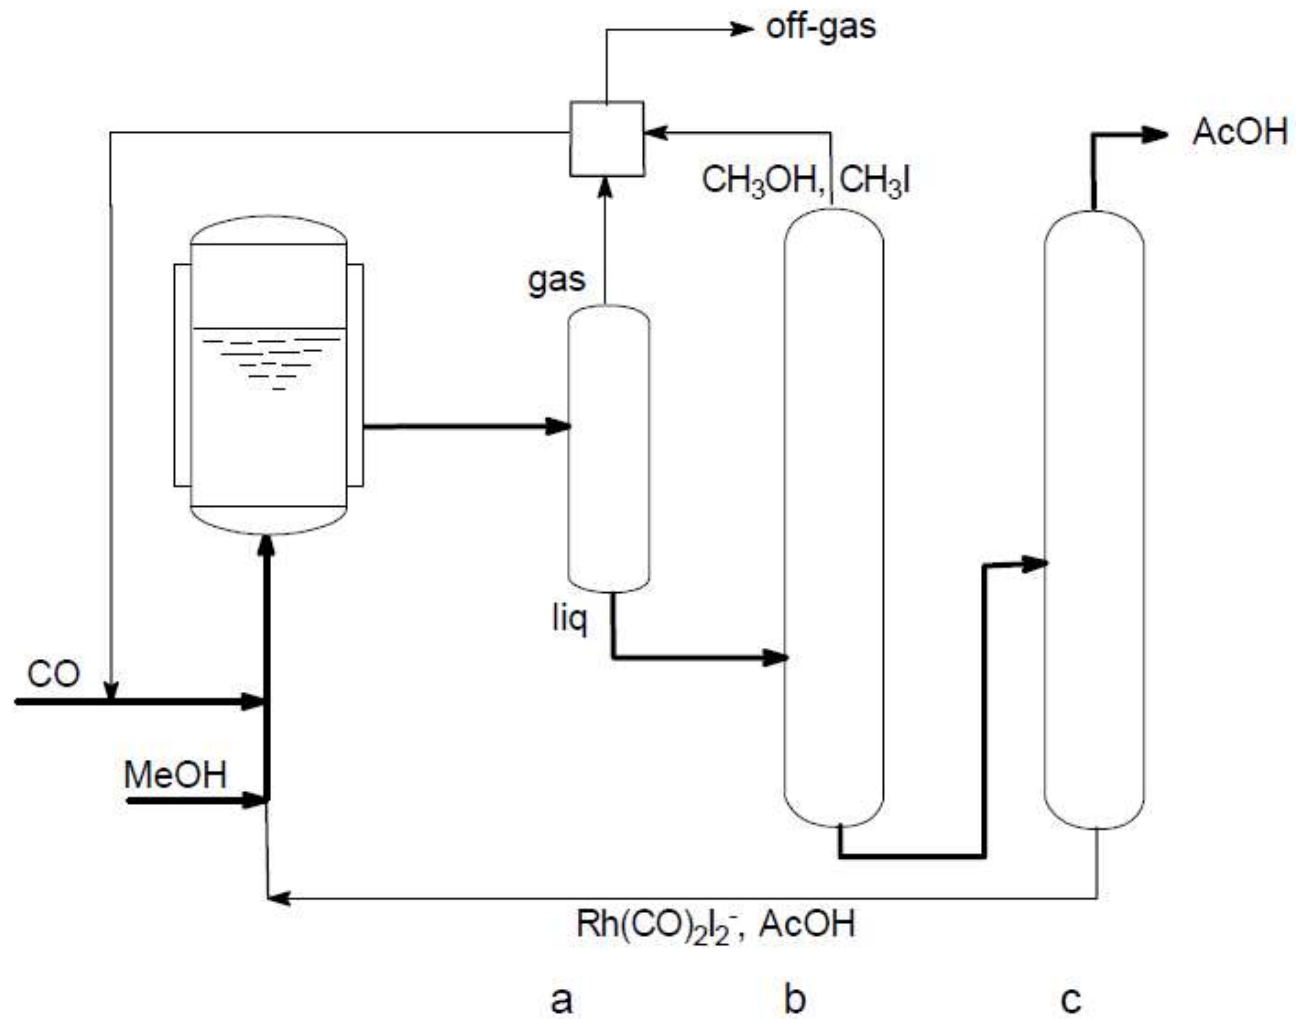 off-gas
AcOH
CH₃OH, CH₃I
gas
liq
CO
MeOH
Rh(CO)₂I₂⁻, AcOH
a b c